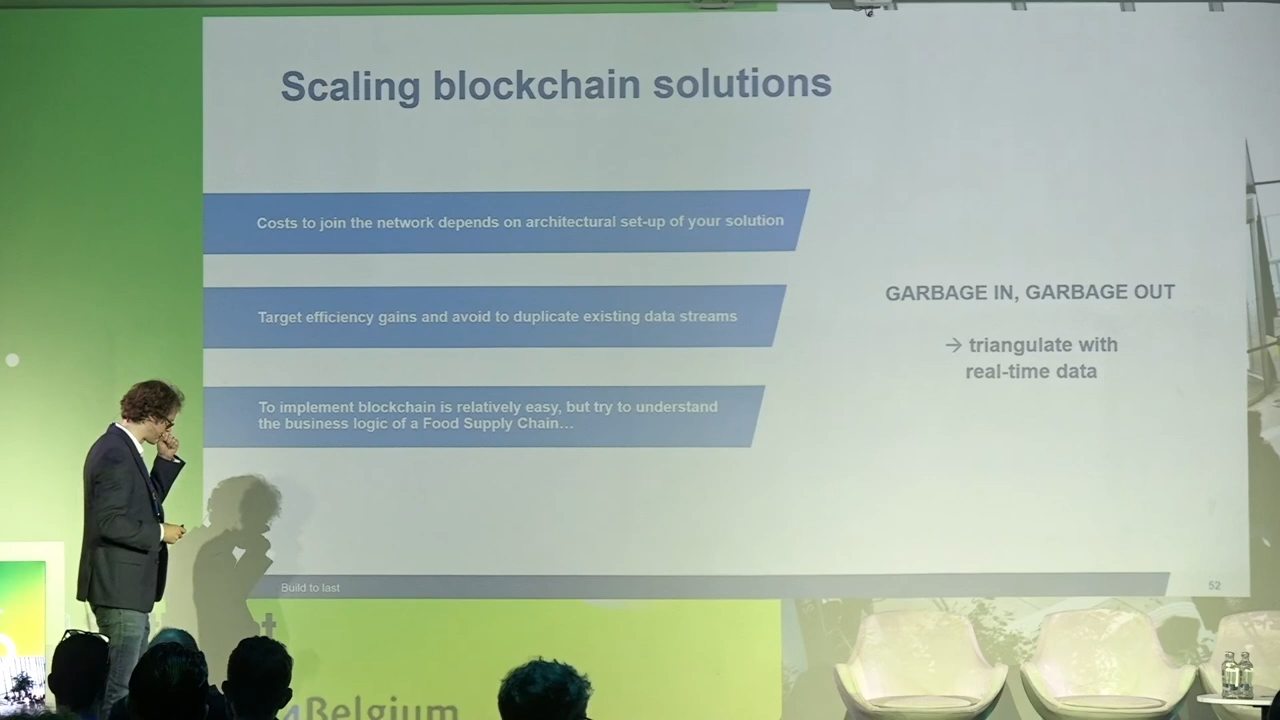 Scaling blockchain solutions
Costs to join the network depends on architectural set-up of your solution
Target efficiency gains and avoid to duplicate existing data streams
To implement blockchain is relatively easy, but try to understand
the business logic of a Food Supply Chain…
GARBAGE IN, GARBAGE OUT
→ triangulate with
real-time data
Build to last
52
4Belgium